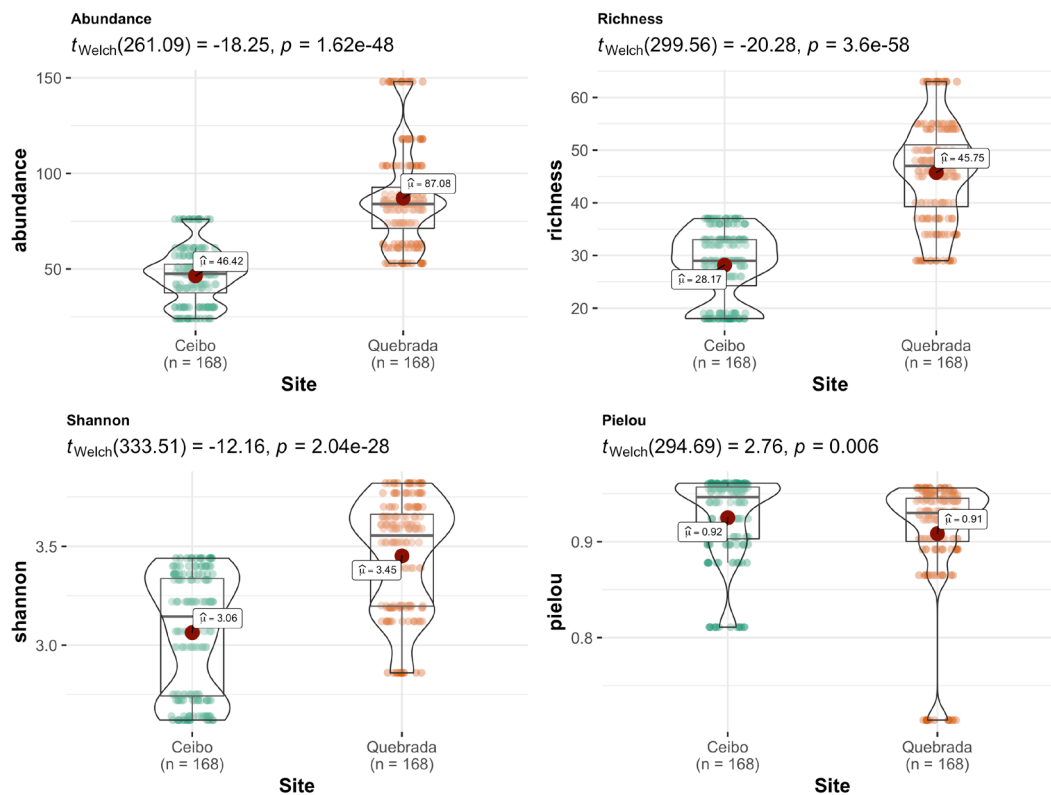 Abundance
tWelch(261.09) = -18.25, p = 1.62e-48
abundance
150
100
50
μ̂ = 46.42
μ̂ = 87.08
Ceibo
(n = 168)
Quebrada
(n = 168)
Site
Richness
tWelch(299.56) = -20.28, p = 3.6e-58
richness
60
50
40
30
20
μ̂ = 28.17
μ̂ = 45.75
Ceibo
(n = 168)
Quebrada
(n = 168)
Site
Shannon
tWelch(333.51) = -12.16, p = 2.04e-28
shannon
3.5
3.0
μ̂ = 3.06
μ̂ = 3.45
Ceibo
(n = 168)
Quebrada
(n = 168)
Site
Pielou
tWelch(294.69) = 2.76, p = 0.006
pielou
0.9
0.8
μ̂ = 0.92
μ̂ = 0.91
Ceibo
(n = 168)
Quebrada
(n = 168)
Site